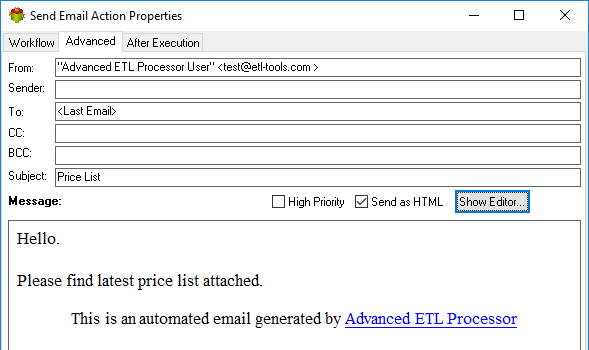 Send Email Action Properties
Workflow Advanced After Execution
From: "Advanced ETL Processor User" <test@etl-tools.com >
Sender:
To: <Last Email>
CC:
BCC:
Subject: Price List
Message: High Priority Send as HTML Show Editor...
Hello.
Please find latest price list attached.
This is an automated email generated by Advanced ETL Processor